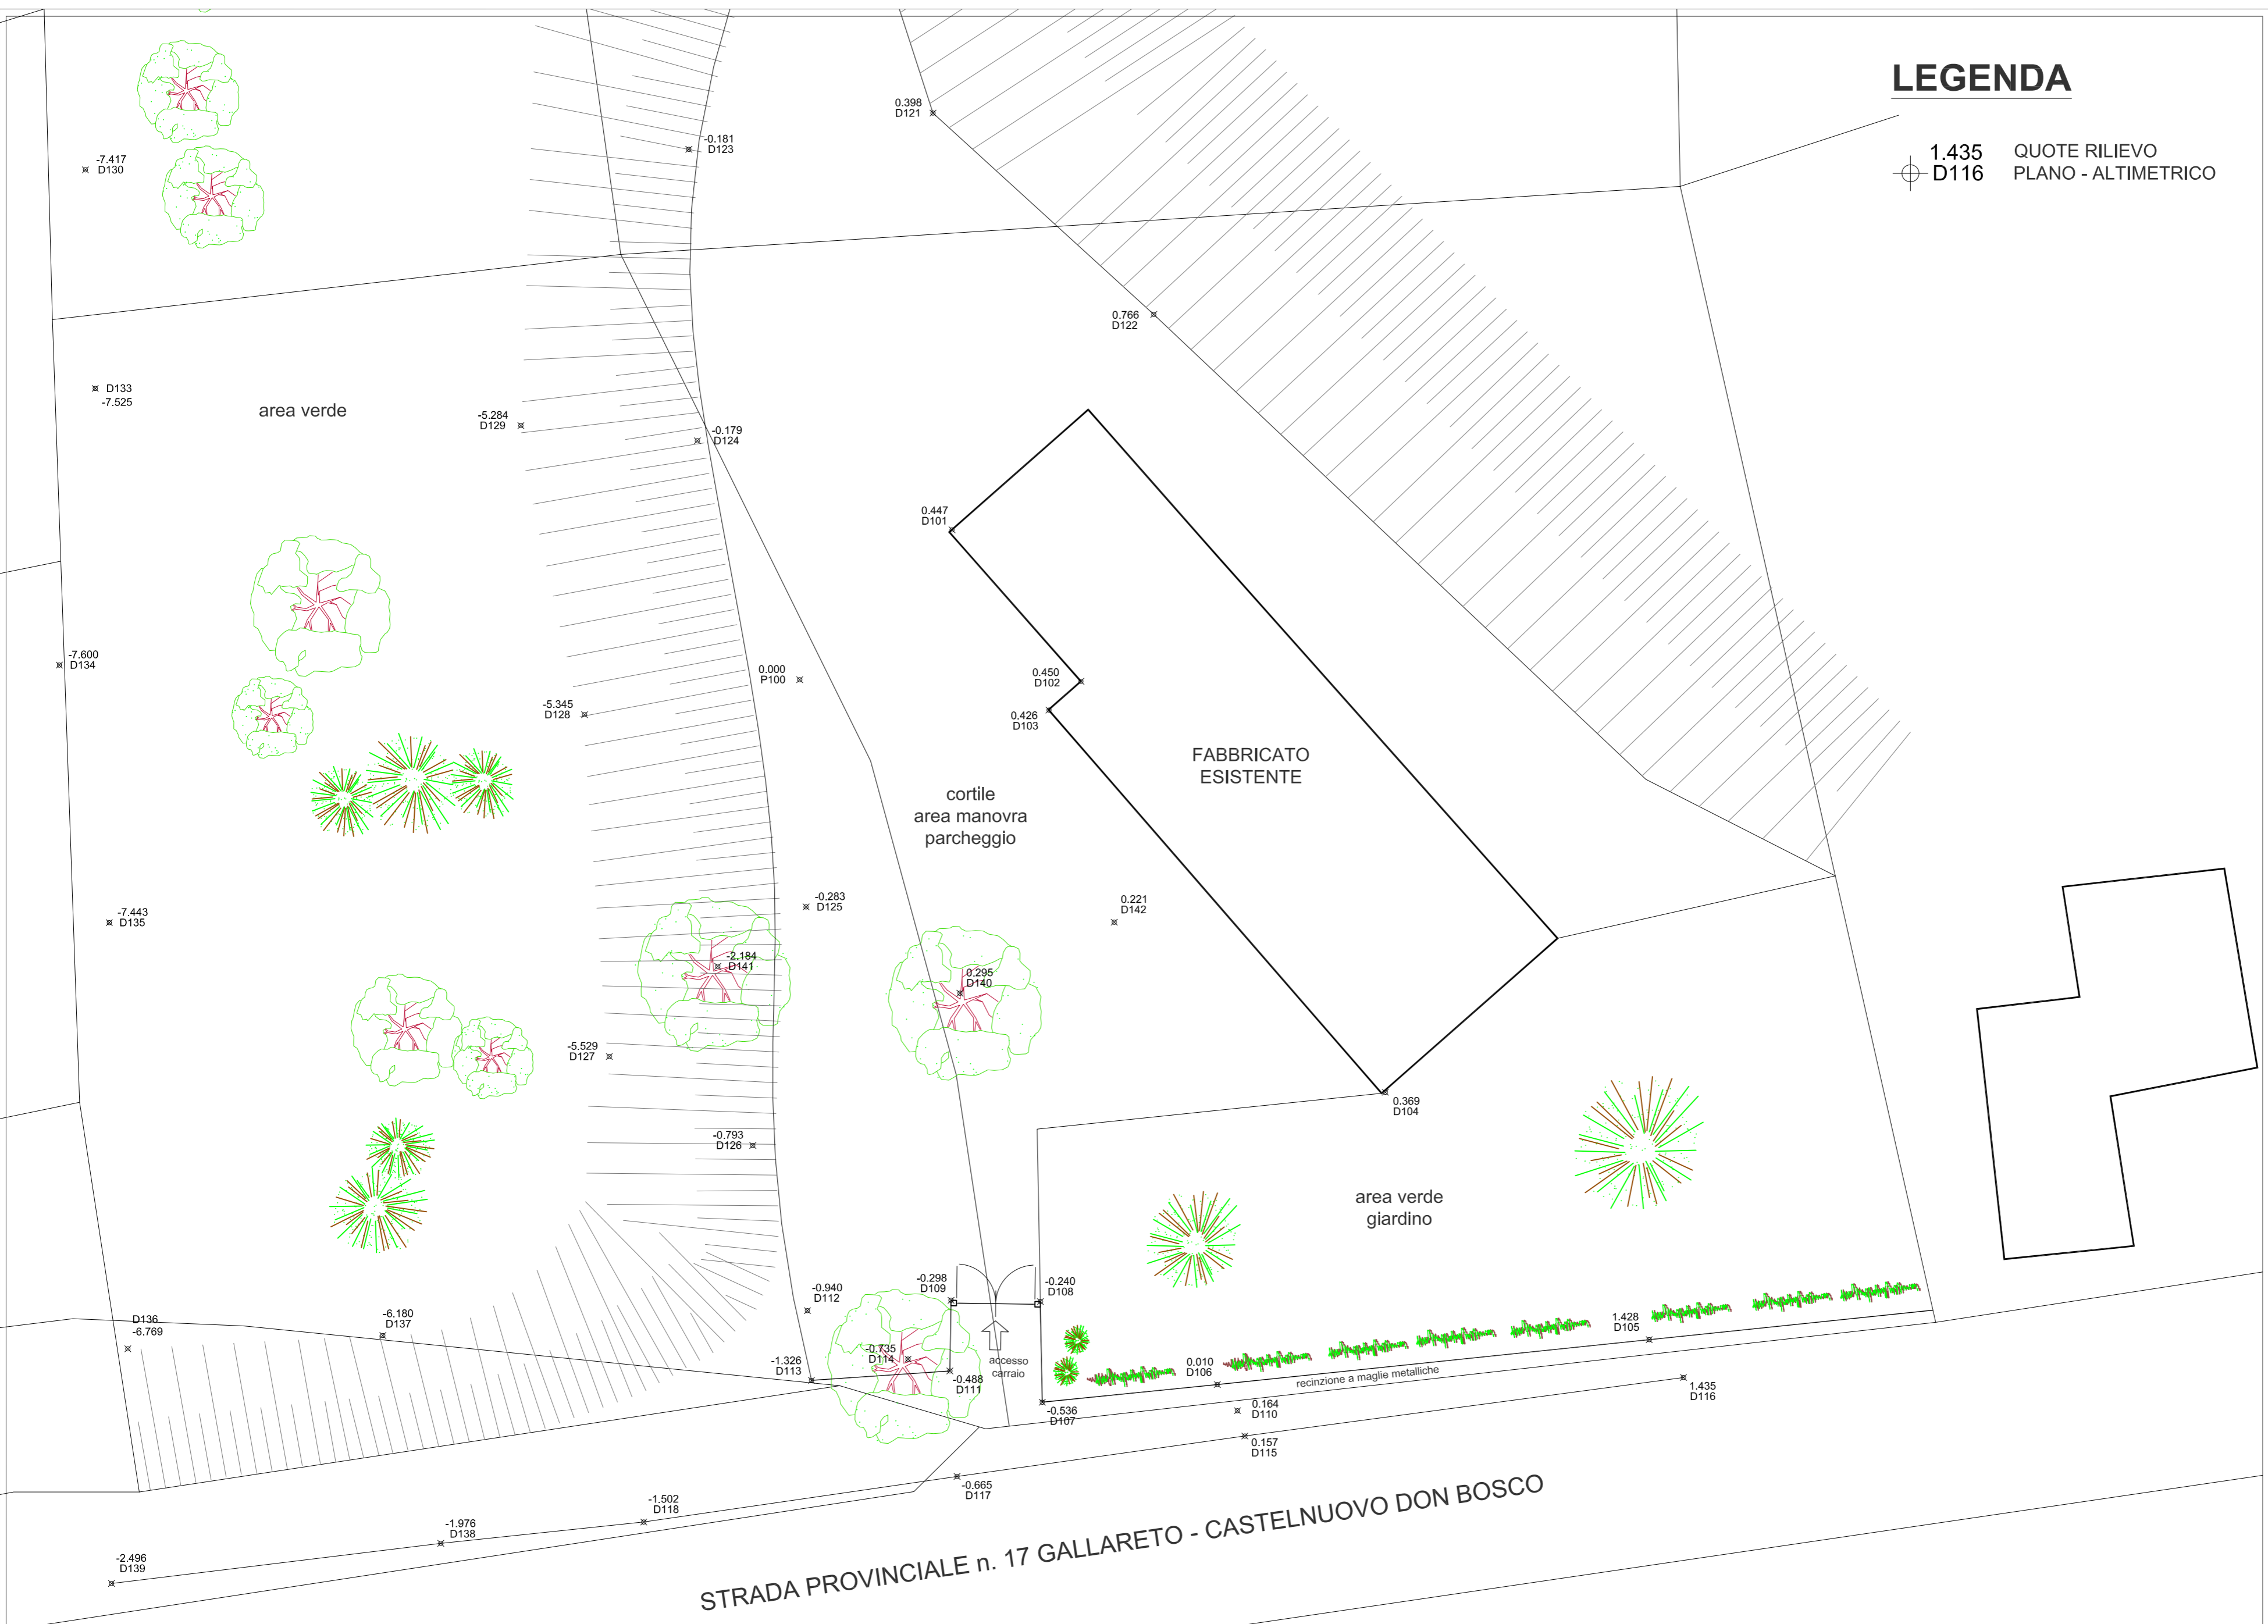 LEGENDA
1.435
D116
QUOTE RILIEVO
PLANO - ALTIMETRICO
0.398
D121
-0.181
D123
-7.417
D130
0.766
D122
D133
-7.525
area verde
-5.284
D129
-0.179
D124
0.447
D101
-7.600
D134
0.000
P100
0.450
D102
-5.345
D128
0.426
D103
FABBRICATO
ESISTENTE
cortile
area manovra
parcheggio
-7.443
D135
-0.283
D125
0.221
D142
-2.184
D141
0.295
D140
-5.529
D127
0.369
D104
-0.793
D126
area verde
giardino
-0.298
D109
-0.240
D108
-0.940
D112
D136
-6.769
-6.180
D137
1.428
D105
-0.735
D114
accesso
carraio
-1.326
D113
-0.488
D111
0.010
D106
recinzione a maglie metalliche
1.435
D116
-0.536
D107
0.164
D110
0.157
D115
-0.665
D117
-1.502
D118
-1.976
D138
-2.496
D139
STRADA PROVINCIALE n. 17 GALLARETO - CASTELNUOVO DON BOSCO